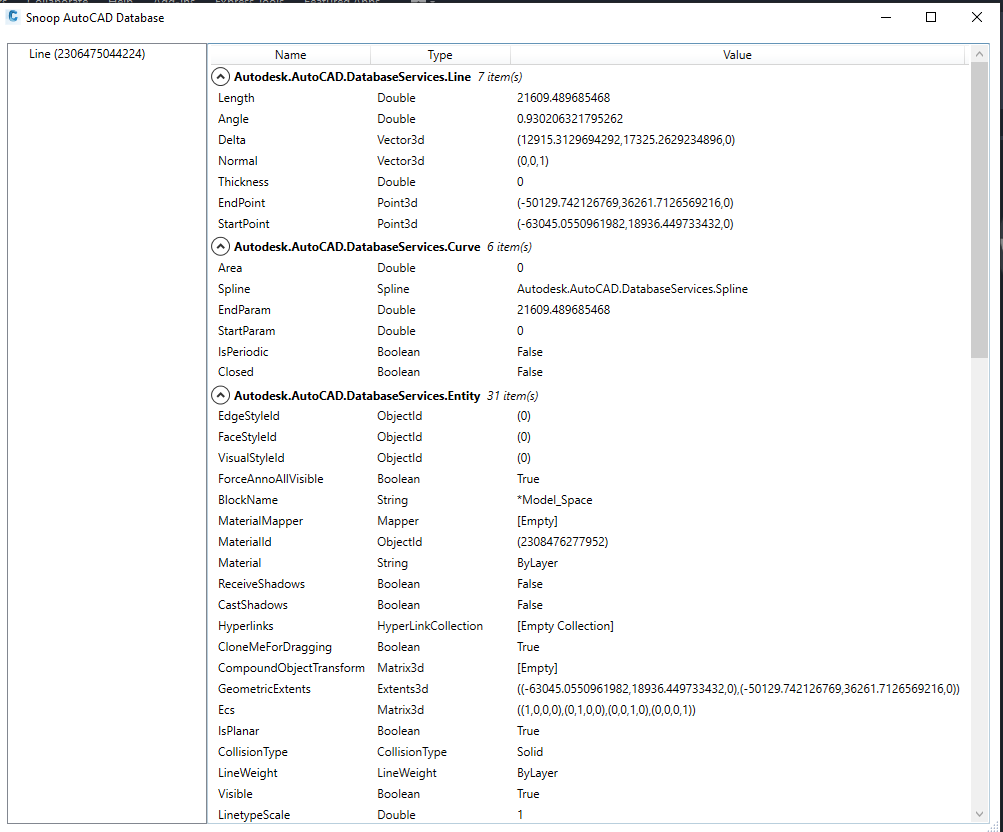 Snoop AutoCAD Database
Line (2306475044224)
Name Type Value
Autodesk.AutoCAD.DatabaseServices.Line 7 item(s)
Length Double 21609.489685468
Angle Double 0.930206321795262
Delta Vector3d (12915.3129694292,17325.2629234896,0)
Normal Vector3d (0,0,1)
Thickness Double 0
EndPoint Point3d (-50129.742126769,36261.7126569216,0)
StartPoint Point3d (-63045.0550961982,18936.449733432,0)
Autodesk.AutoCAD.DatabaseServices.Curve 6 item(s)
Area Double 0
Spline Spline Autodesk.AutoCAD.DatabaseServices.Spline
EndParam Double 21609.489685468
StartParam Double 0
IsPeriodic Boolean False
Closed Boolean False
Autodesk.AutoCAD.DatabaseServices.Entity 31 item(s)
EdgeStyleId ObjectId (0)
FaceStyleId ObjectId (0)
VisualStyleId ObjectId (0)
ForceAnnoAllVisible Boolean True
BlockName String *Model_Space
MaterialMapper Mapper [Empty]
MaterialId ObjectId (2308476277952)
Material String ByLayer
ReceiveShadows Boolean False
CastShadows Boolean False
Hyperlinks HyperLinkCollection [Empty Collection]
CloneMeForDragging Boolean True
CompoundObjectTransform Matrix3d [Empty]
GeometricExtents Extents3d ((-63045.0550961982,18936.449733432,0),(-50129.742126769,36261.7126569216,0))
Ecs Matrix3d ((1,0,0,0),(0,1,0,0),(0,0,1,0),(0,0,0,1))
IsPlanar Boolean True
CollisionType CollisionType Solid
LineWeight LineWeight ByLayer
Visible Boolean True
LinetypeScale Double 1